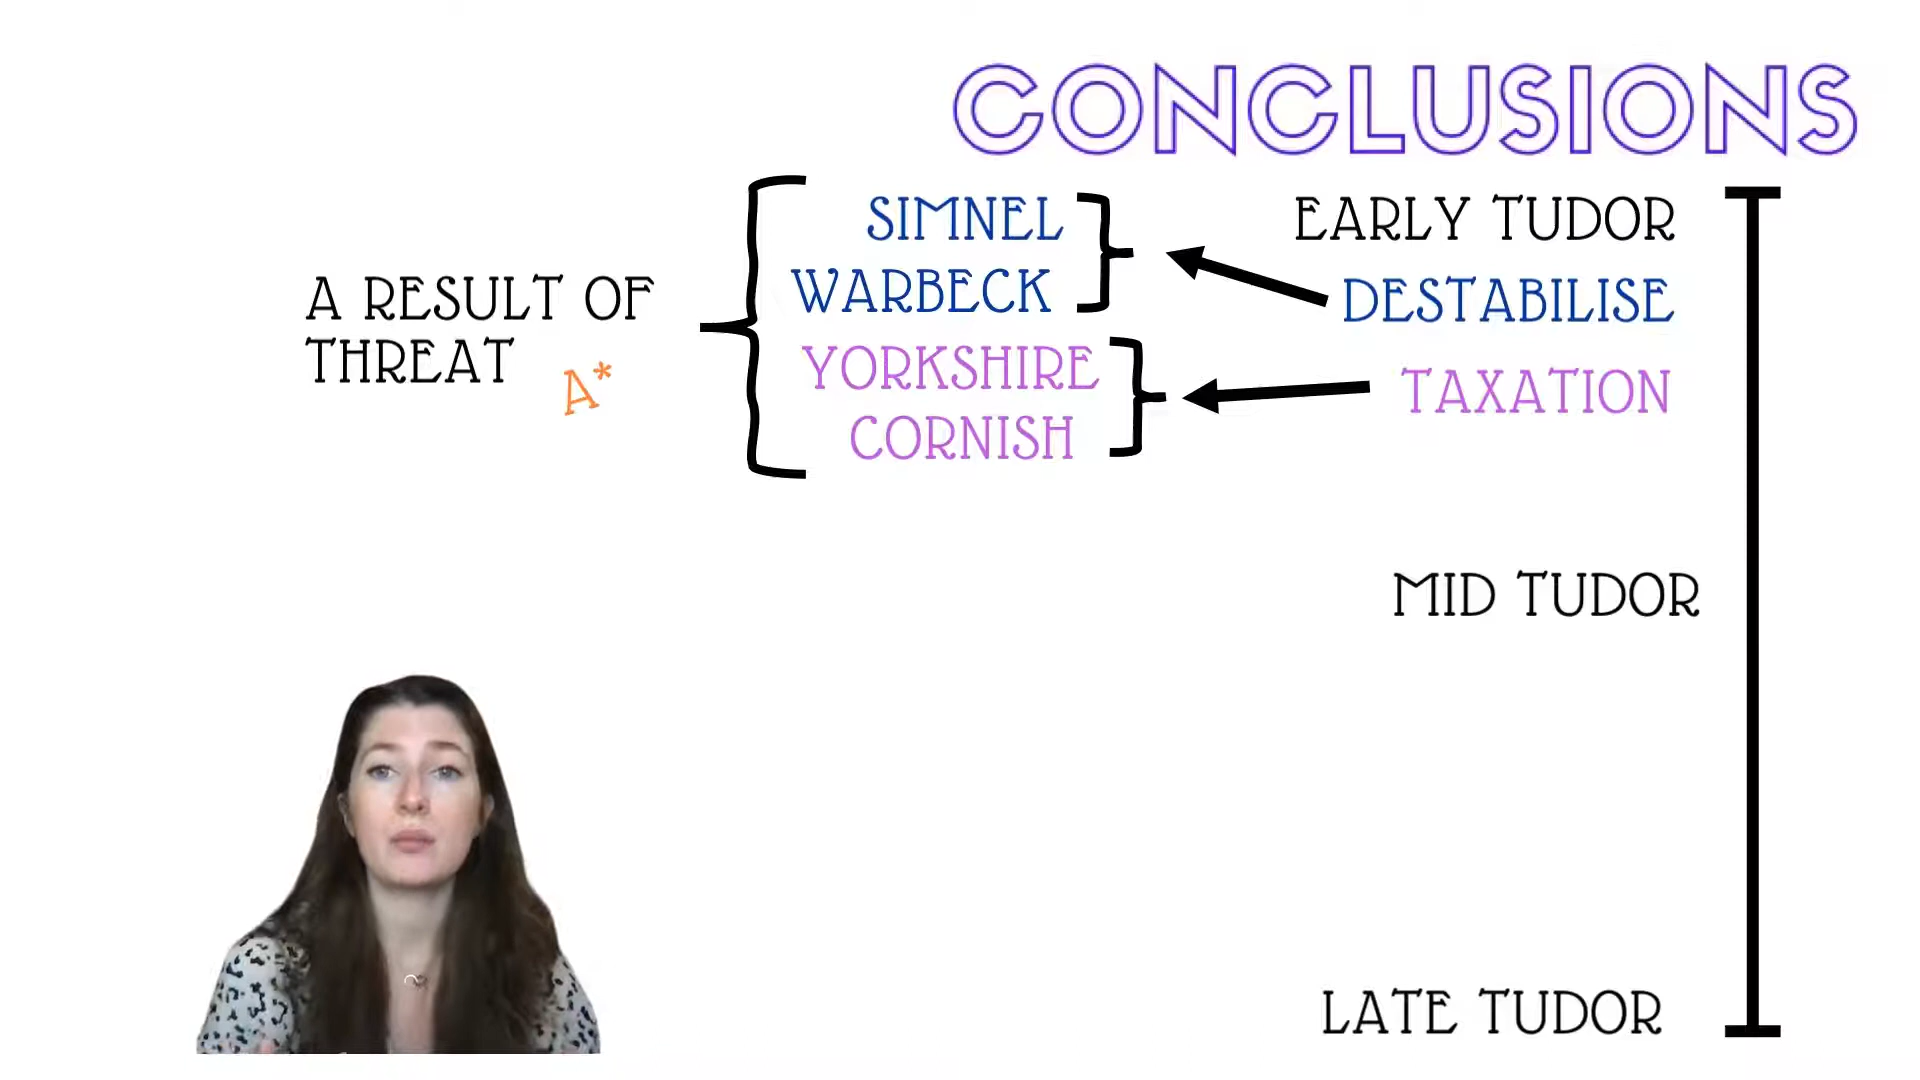 CONCLUSIONS
SIMNEL
EARLY TUDOR
WARBECK
DESTABILISE
A RESULT OF
THREAT
A*
YORKSHIRE
TAXATION
CORNISH
MID TUDOR
LATE TUDOR